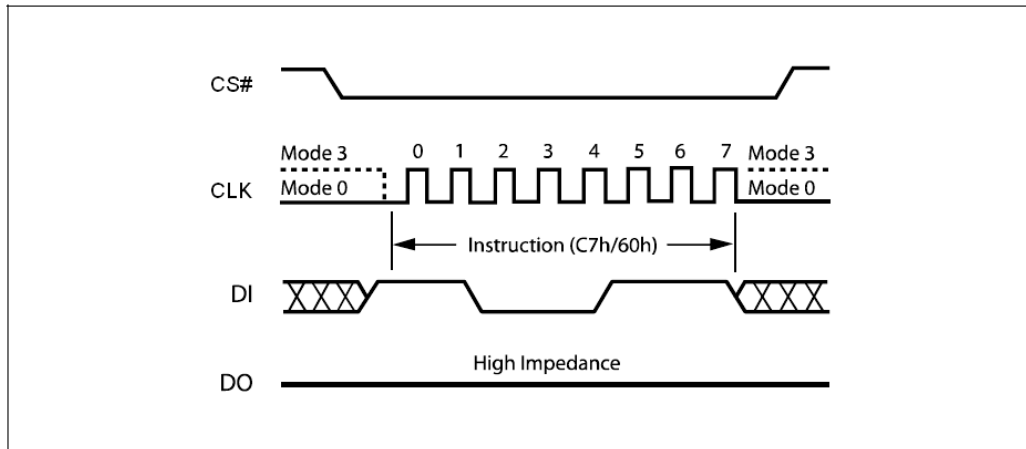 CS#
Mode 3 0 1 2 3 4 5 6 7 Mode 3
CLK Mode 0 Mode 0
Instruction (C7h/60h)
DI
High Impedance
DO